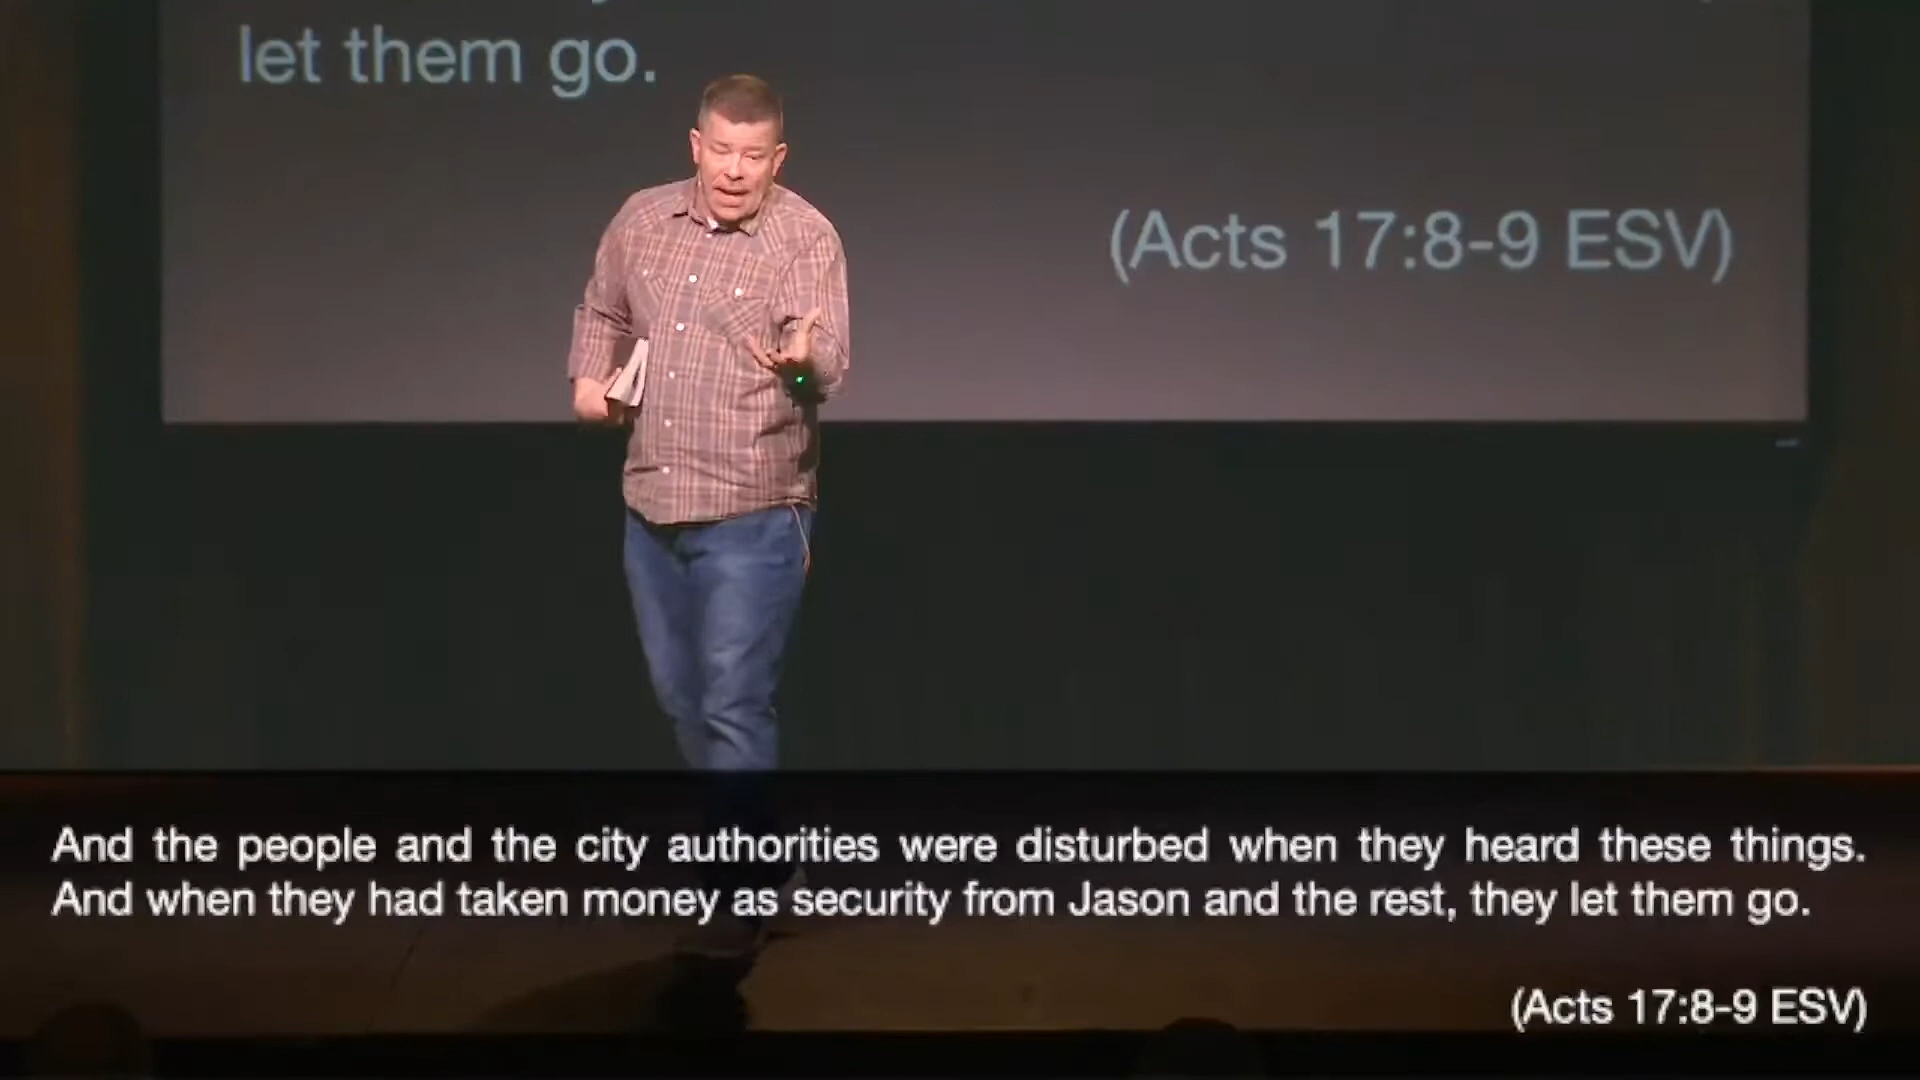 let them go.
(Acts 17:8-9 ESV)
And the people and the city authorities were disturbed when they heard these things.
And when they had taken money as security from Jason and the rest, they let them go.
(Acts 17:8-9 ESV)